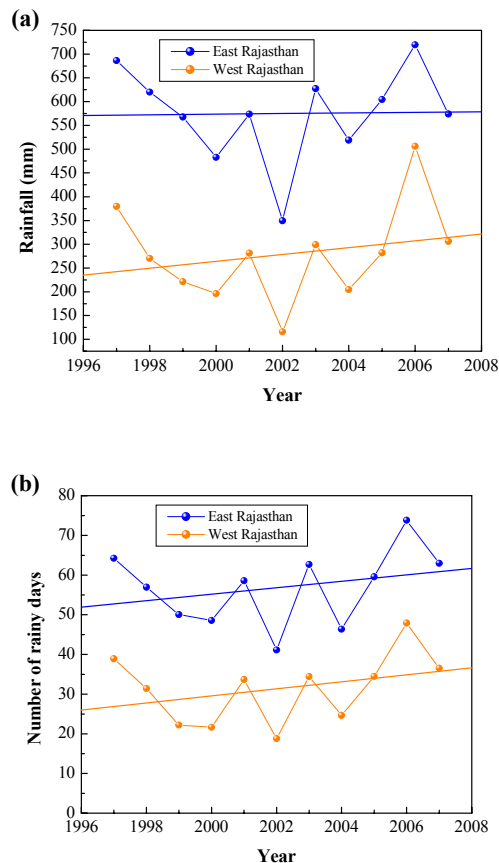 (a)
750
700
650
600
550
500
450
400
350
300
250
200
150
100
East Rajasthan
West Rajasthan
Rainfall (mm)
1996 1998 2000 2002 2004 2006 2008
Year
(b)
80
70
60
50
40
30
20
10
0
East Rajasthan
West Rajasthan
Number of rainy days
1996 1998 2000 2002 2004 2006 2008
Year